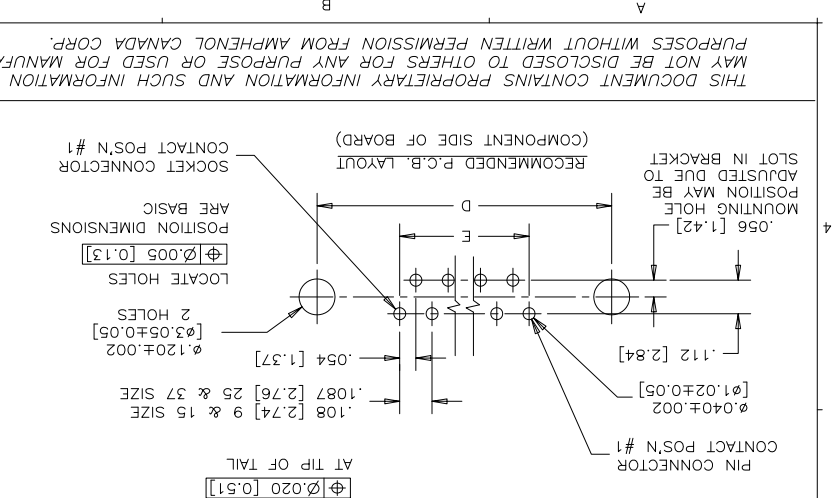 ⌖ Ø.020 [0.51]
AT TIP OF TAIL
PIN CONNECTOR
CONTACT POS'N #1
ø.040±.002
[ø1.02±0.05]
.108 [2.74] 9 & 15 SIZE
.1087 [2.76] 25 & 37 SIZE
.054 [1.37]
.112 [2.84]
ø.120±.002
[ø3.05±0.05]
2 HOLES
LOCATE HOLES
⌖ Ø.005 [0.13]
POSITION DIMENSIONS
ARE BASIC
.056 [1.42]
MOUNTING HOLE
POSITION MAY BE
ADJUSTED DUE TO
SLOT IN BRACKET
E
D
SOCKET CONNECTOR
CONTACT POS'N #1
RECOMMENDED P.C.B. LAYOUT
(COMPONENT SIDE OF BOARD)
4
THIS DOCUMENT CONTAINS PROPRIETARY INFORMATION AND SUCH INFORMATION
MAY NOT BE DISCLOSED TO OTHERS FOR ANY PURPOSE OR USED FOR MANUFA
PURPOSES WITHOUT WRITTEN PERMISSION FROM AMPHENOL CANADA CORP.
A
B